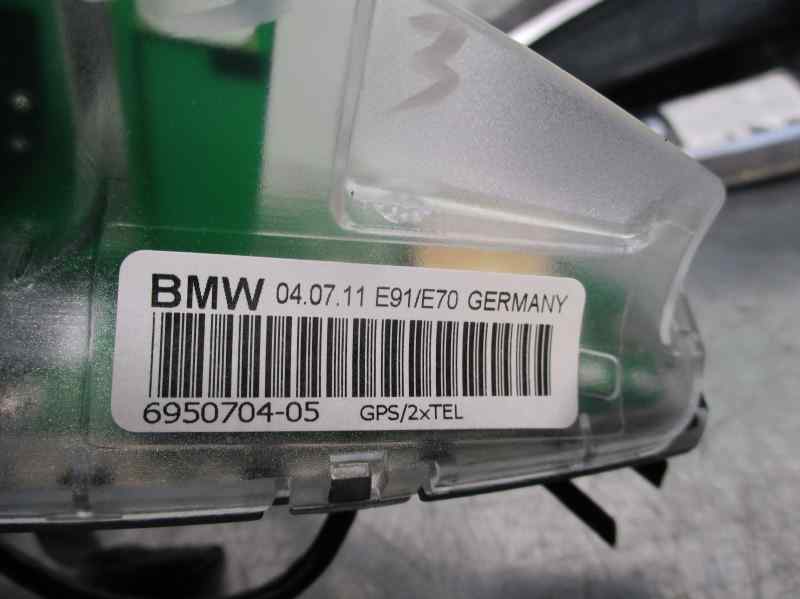 3
BMW 04.07.11 E91/E70 GERMANY
6950704-05 GPS/2xTEL